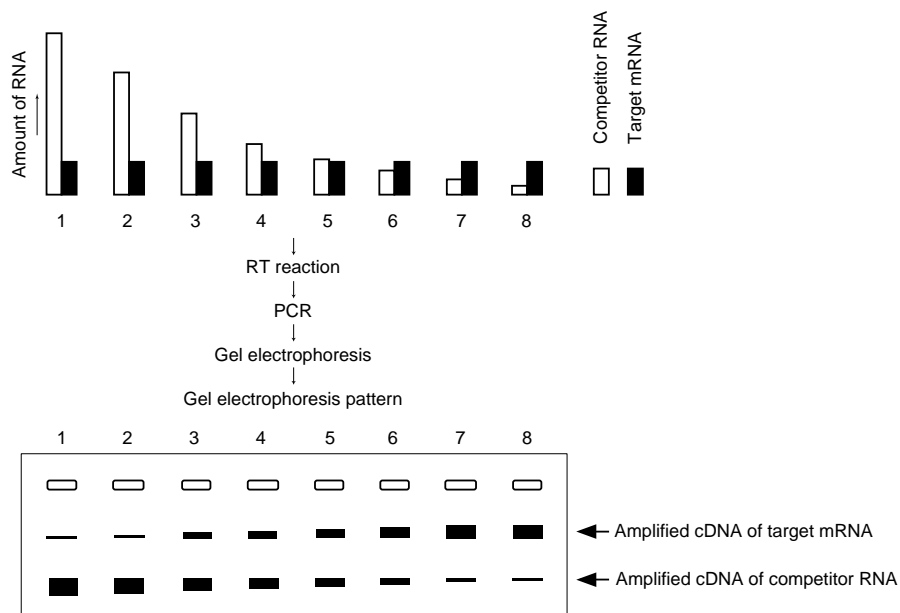 Amount of RNA
Competitor RNA
Target mRNA
1 2 3 4 5 6 7 8
RT reaction
PCR
Gel electrophoresis
Gel electrophoresis pattern
1 2 3 4 5 6 7 8
Amplified cDNA of target mRNA
Amplified cDNA of competitor RNA